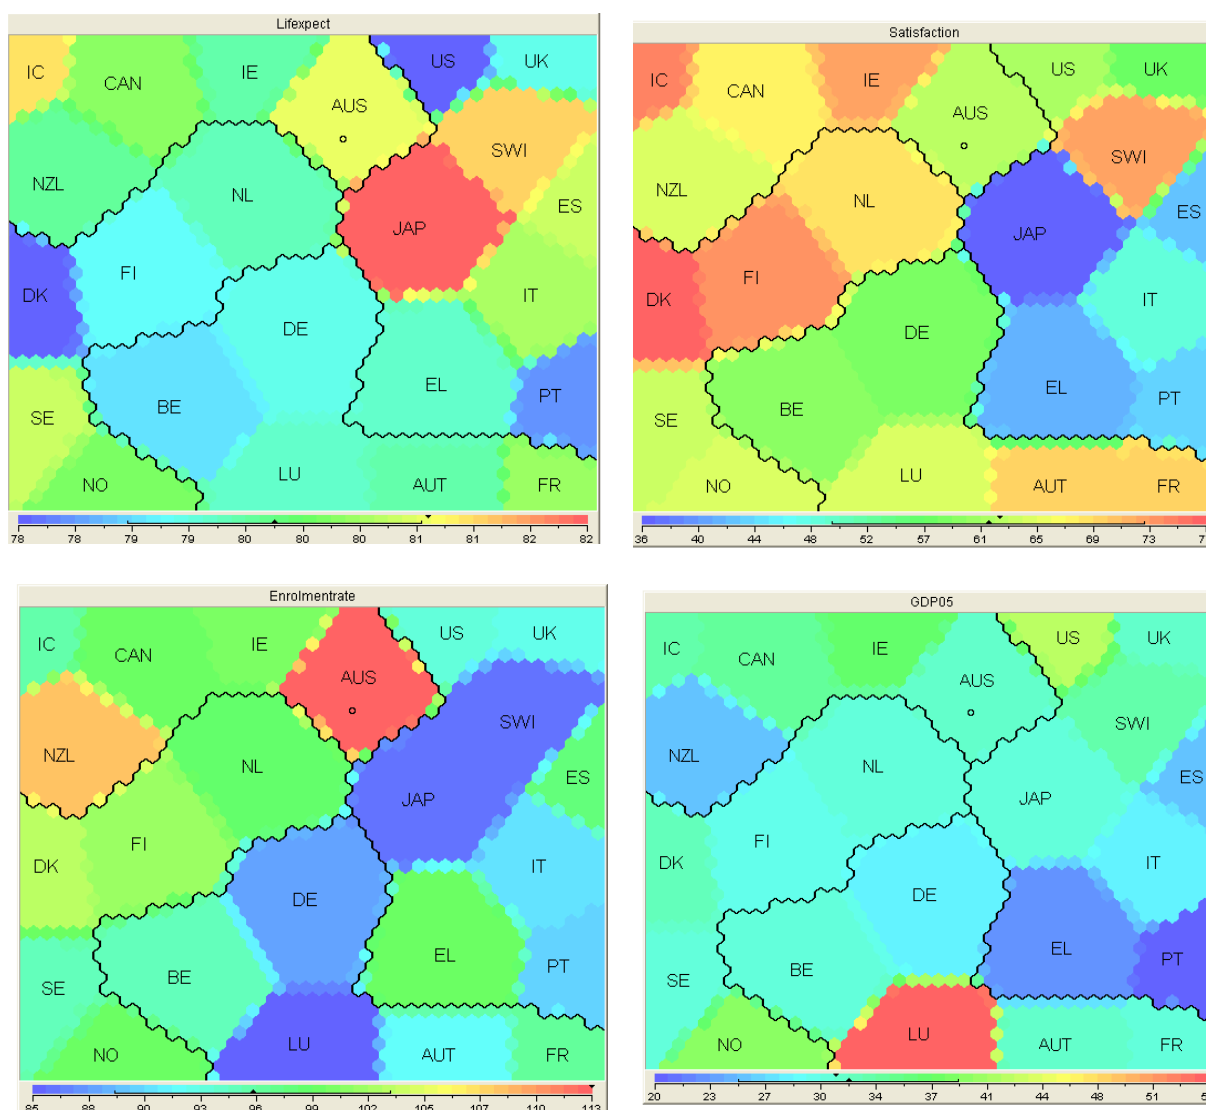 Lifexpect
IC CAN IE AUS US UK
NZL NL SWI
JAP ES
DK FI DE IT
SE BE EL PT
NO LU AUT FR
78 78 79 79 80 80 80 81 81 82 82
Satisfaction
IC CAN IE AUS US UK
NZL NL SWI
JAP ES
DK FI DE IT
SE BE EL PT
NO LU AUT FR
36 40 44 48 52 57 61 65 69 73
Enrolmentrate
IC CAN IE AUS US UK
NZL NL SWI
JAP ES
DK FI DE IT
SE BE EL PT
NO LU AUT FR
85 88 90 93 96 99 102 105 107 110 113
GDP05
IC CAN IE AUS US UK
NZL NL SWI
JAP ES
DK FI DE IT
SE BE EL PT
NO LU AUT FR
20 23 27 31 34 37 41 44 48 51